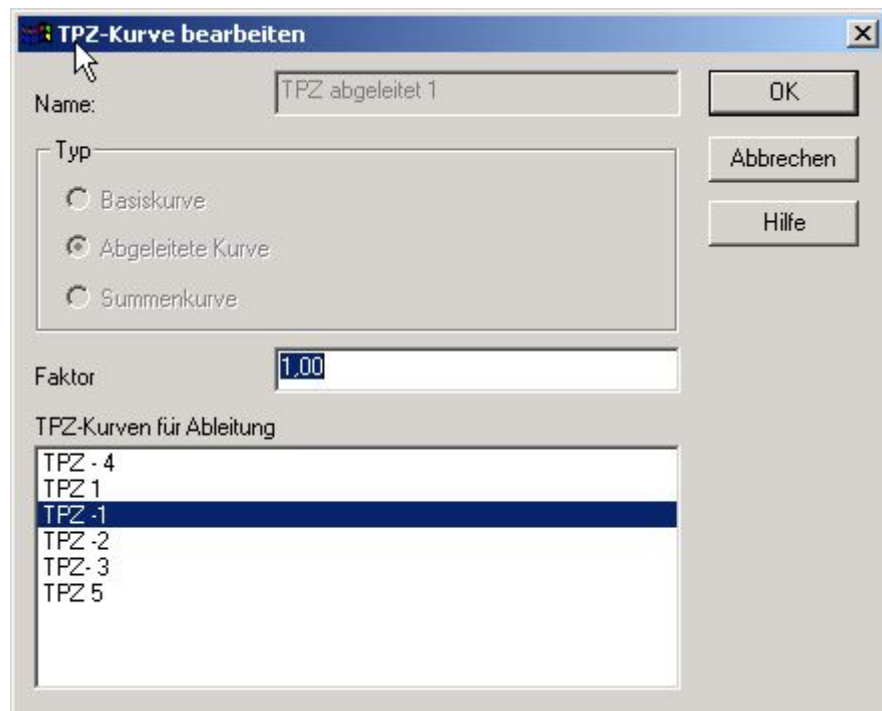 TPZ-Kurve bearbeiten
Name:
TPZ abgeleitet 1
OK
Typ
Abbrechen
Basiskurve
Hilfe
Abgeleitete Kurve
Summenkurve
Faktor
1,00
TPZ-Kurven für Ableitung
TPZ - 4
TPZ 1
TPZ -1
TPZ -2
TPZ- 3
TPZ 5